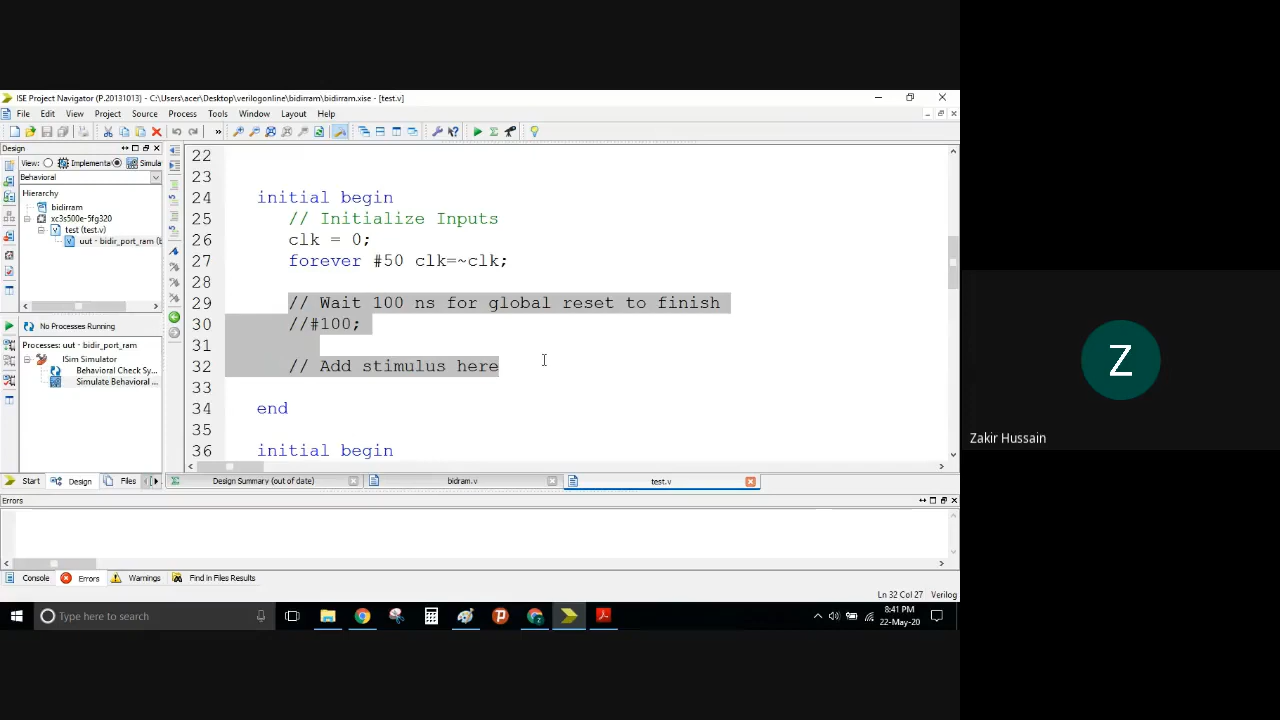 ISE Project Navigator (P.20131013) - C:\Users\acer\Desktop\verilogonline\bidirram\bidirram.xise - [test.v]
File Edit View Project Source Process Tools Window Layout Help
Design
View: Implementa Simula
Behavioral
Hierarchy
bidirram
xc3s500e-5fg320
test (test.v)
uut - bidir_port_ram (b
No Processes Running
Processes: uut - bidir_port_ram
ISim Simulator
Behavioral Check Sy...
Simulate Behavioral ...
Start Design Files
22
23
24 initial begin
25 // Initialize Inputs
26 clk = 0;
27 forever #50 clk=~clk;
28
29 // Wait 100 ns for global reset to finish
30 //#100;
31
32 // Add stimulus here
33
34 end
35
36 initial begin
Design Summary (out of date) bidram.v test.v
Errors
Console Errors Warnings Find in Files Results
Ln 32 Col 27 Verilog
Type here to search
8:41 PM
22-May-20
Z
Zakir Hussain